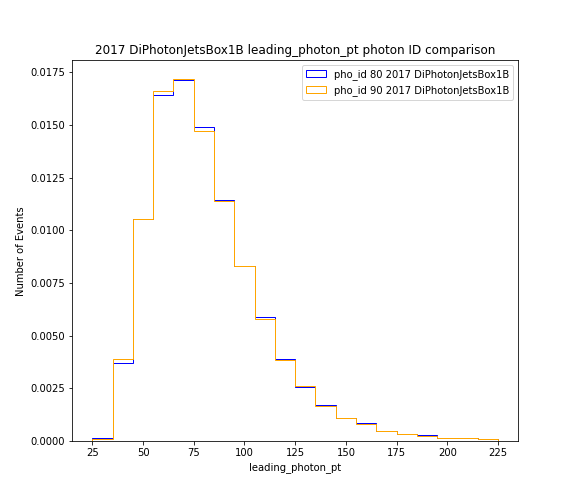 2017 DiPhotonJetsBox1B leading_photon_pt photon ID comparison
pho_id 80 2017 DiPhotonJetsBox1B
pho_id 90 2017 DiPhotonJetsBox1B
Number of Events
0.0175
0.0150
0.0125
0.0100
0.0075
0.0050
0.0025
0.0000
25 50 75 100 125 150 175 200 225
leading_photon_pt